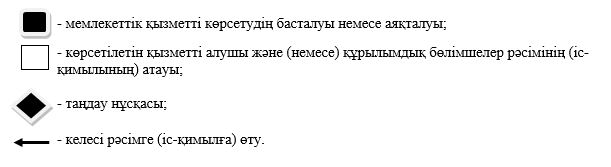 - мемлекеттік қызметті көрсетудің басталуы немесе аяқталуы;
- көрсетілетін қызметті алушы және (немесе) құрылымдық бөлімшелер рәсімінің (іс-
қимылының) атауы;
- таңдау нұсқасы;
- келесі рәсімге (іс-қимылға) өту.